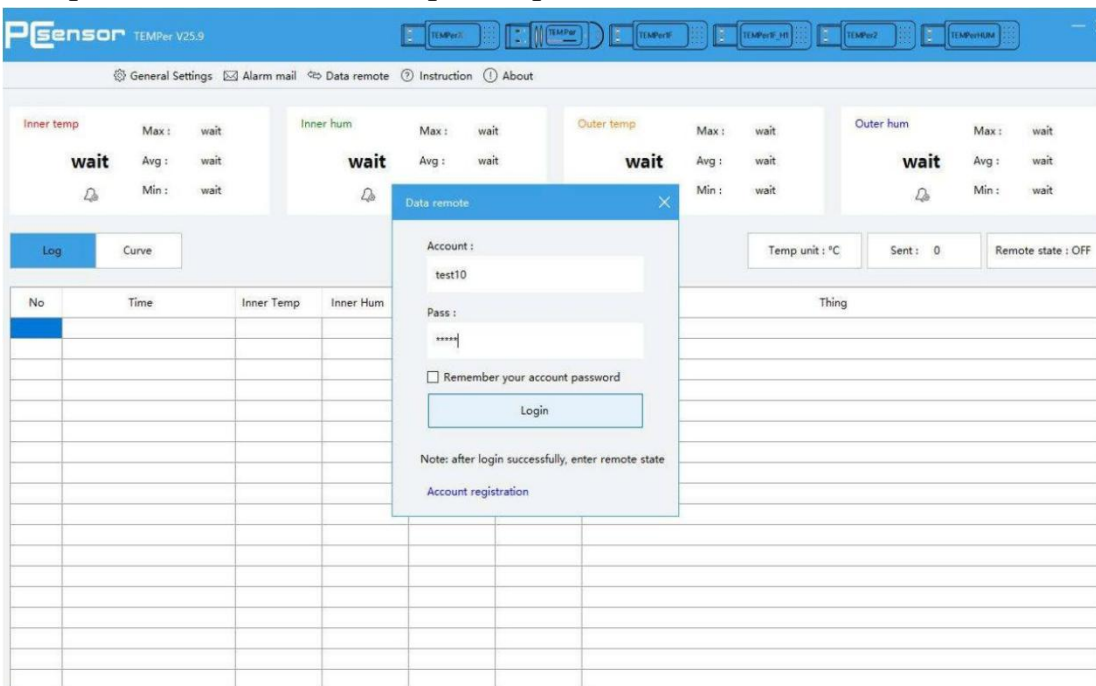 PCsensor TEMPer V25.9
TEMPerX TEMPer TEMPer1F TEMPer1F_H1 TEMPer2 TEMPerHUM
General Settings Alarm mail Data remote Instruction About
Inner temp
wait
Max : wait
Avg : wait
Min : wait
Inner hum
wait
Max : wait
Avg : wait
Outer temp
wait
Max : wait
Avg : wait
Min : wait
Outer hum
wait
Max : wait
Avg : wait
Min : wait
Log Curve
Temp unit : °C Sent : 0 Remote state : OFF
No Time Inner Temp Inner Hum Thing
Data remote
Account :
test10
Pass :
*****
Remember your account password
Login
Note: after login successfully, enter remote state
Account registration